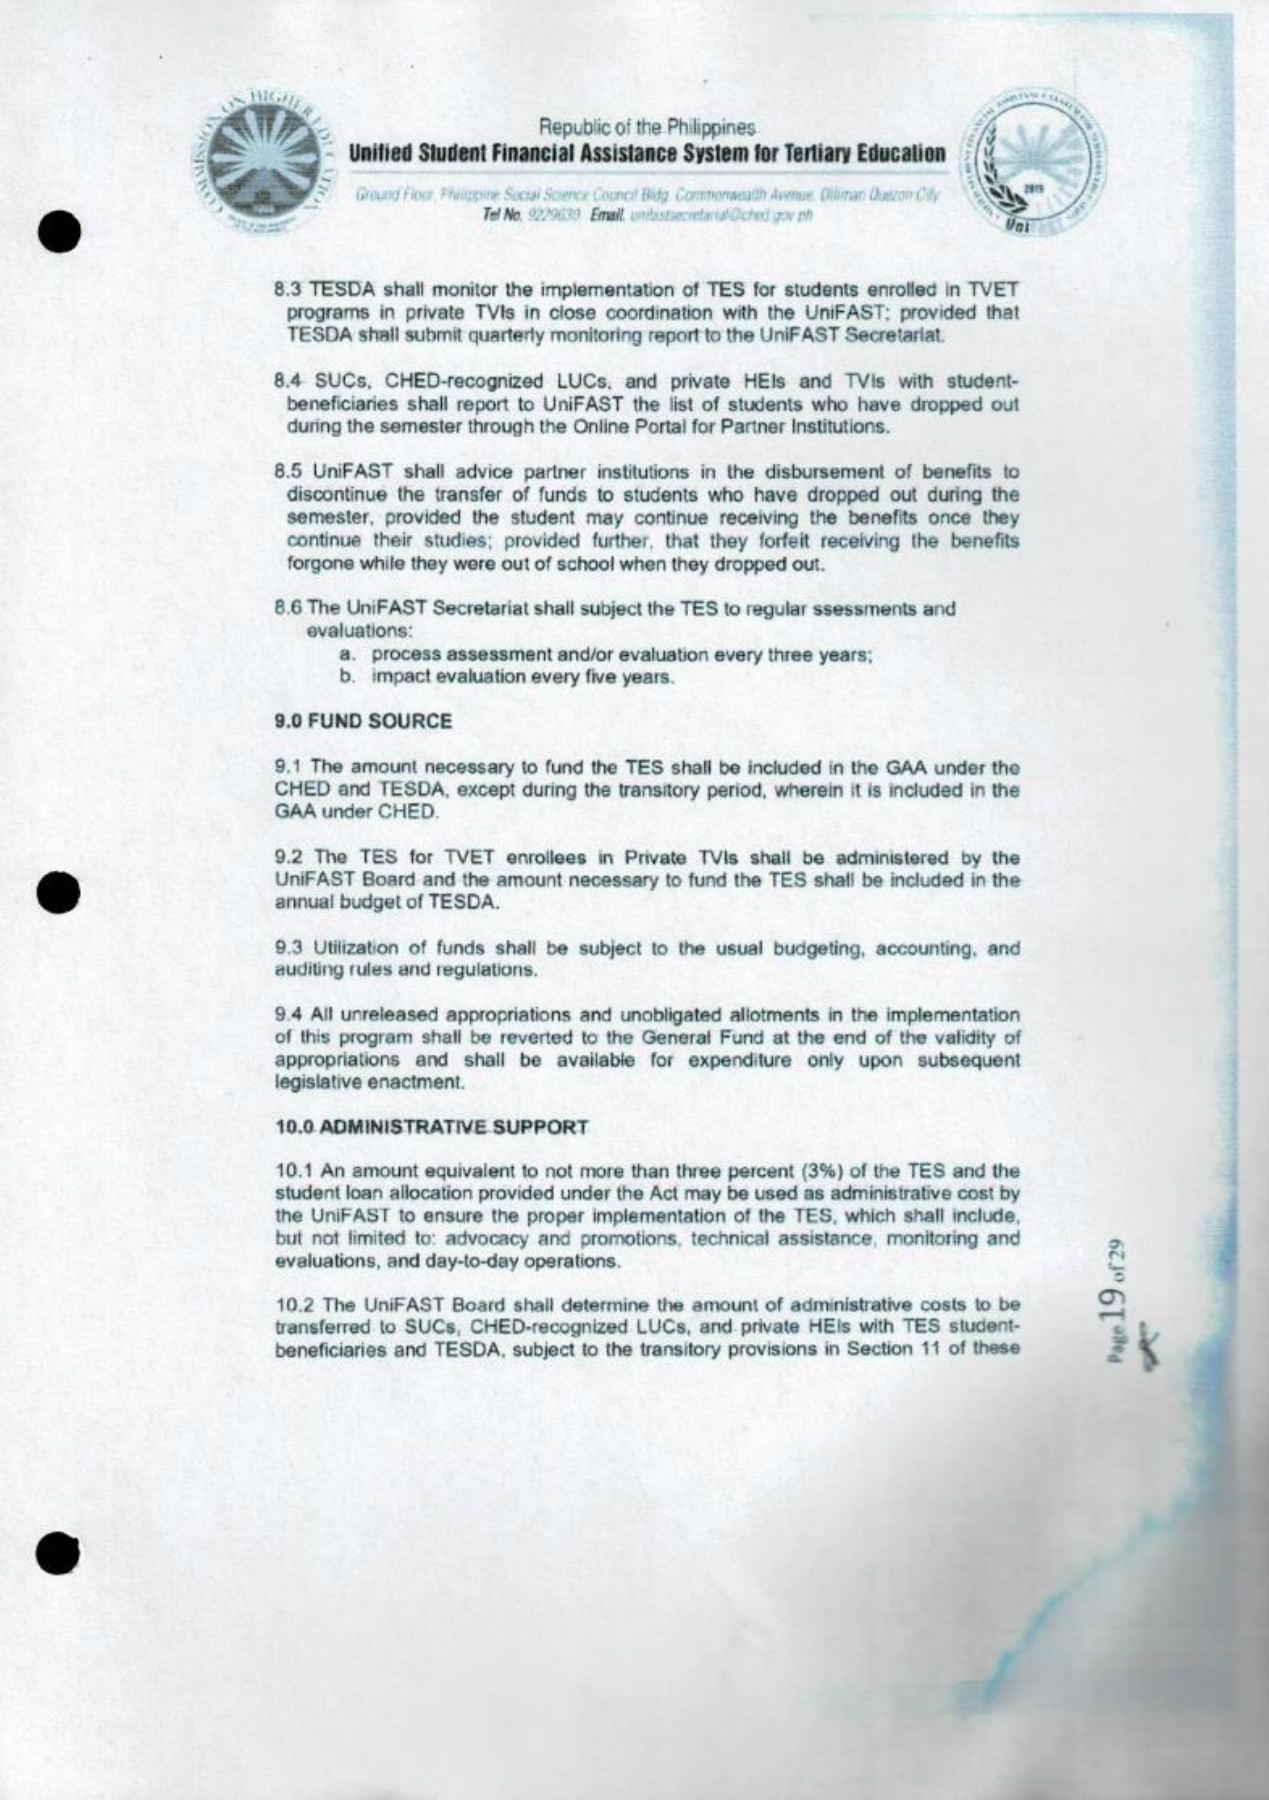 COMMISSION ON HIGHER EDUCATION
Republic of the Philippines
Unified Student Financial Assistance System for Tertiary Education
Ground Floor, Philippine Social Science Council Bldg. Commonwealth Avenue, Diliman Quezon City
Tel No. 9229630 Email. unifastsecretariat@ched.gov.ph
2015
Uni
8.3 TESDA shall monitor the implementation of TES for students enrolled in TVET
programs in private TVIs in close coordination with the UniFAST; provided that
TESDA shall submit quarterly monitoring report to the UniFAST Secretariat.
8.4 SUCs, CHED-recognized LUCs, and private HEIs and TVIs with student-
beneficiaries shall report to UniFAST the list of students who have dropped out
during the semester through the Online Portal for Partner Institutions.
8.5 UniFAST shall advice partner institutions in the disbursement of benefits to
discontinue the transfer of funds to students who have dropped out during the
semester, provided the student may continue receiving the benefits once they
continue their studies; provided further, that they forfeit receiving the benefits
forgone while they were out of school when they dropped out.
8.6 The UniFAST Secretariat shall subject the TES to regular ssessments and
evaluations:
a. process assessment and/or evaluation every three years;
b. impact evaluation every five years.
9.0 FUND SOURCE
9.1 The amount necessary to fund the TES shall be included in the GAA under the
CHED and TESDA, except during the transitory period, wherein it is included in the
GAA under CHED.
9.2 The TES for TVET enrollees in Private TVIs shall be administered by the
UniFAST Board and the amount necessary to fund the TES shall be included in the
annual budget of TESDA.
9.3 Utilization of funds shall be subject to the usual budgeting, accounting, and
auditing rules and regulations.
9.4 All unreleased appropriations and unobligated allotments in the implementation
of this program shall be reverted to the General Fund at the end of the validity of
appropriations and shall be available for expenditure only upon subsequent
legislative enactment.
10.0 ADMINISTRATIVE SUPPORT
10.1 An amount equivalent to not more than three percent (3%) of the TES and the
student loan allocation provided under the Act may be used as administrative cost by
the UniFAST to ensure the proper implementation of the TES, which shall include,
but not limited to: advocacy and promotions, technical assistance, monitoring and
evaluations, and day-to-day operations.
10.2 The UniFAST Board shall determine the amount of administrative costs to be
transferred to SUCs, CHED-recognized LUCs, and private HEIs with TES student-
beneficiaries and TESDA, subject to the transitory provisions in Section 11 of these
Page 19 of 29